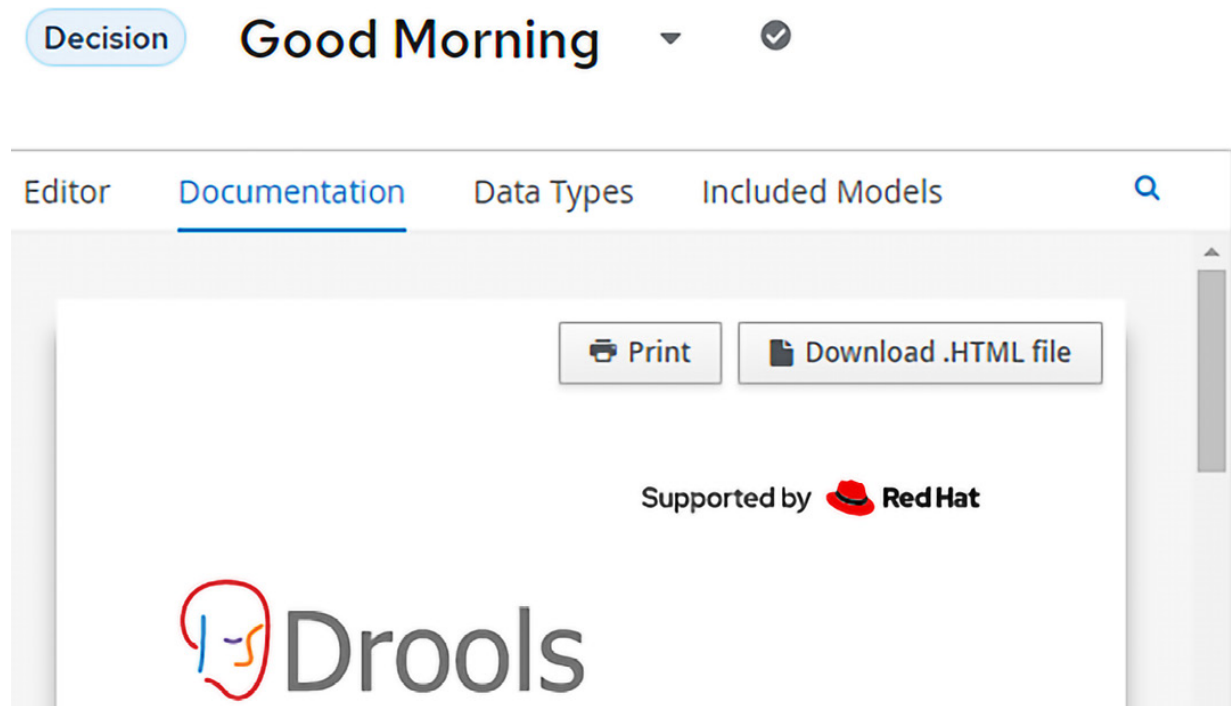 Decision Good Morning
Editor Documentation Data Types Included Models
Print Download .HTML file
Supported by Red Hat
Drools